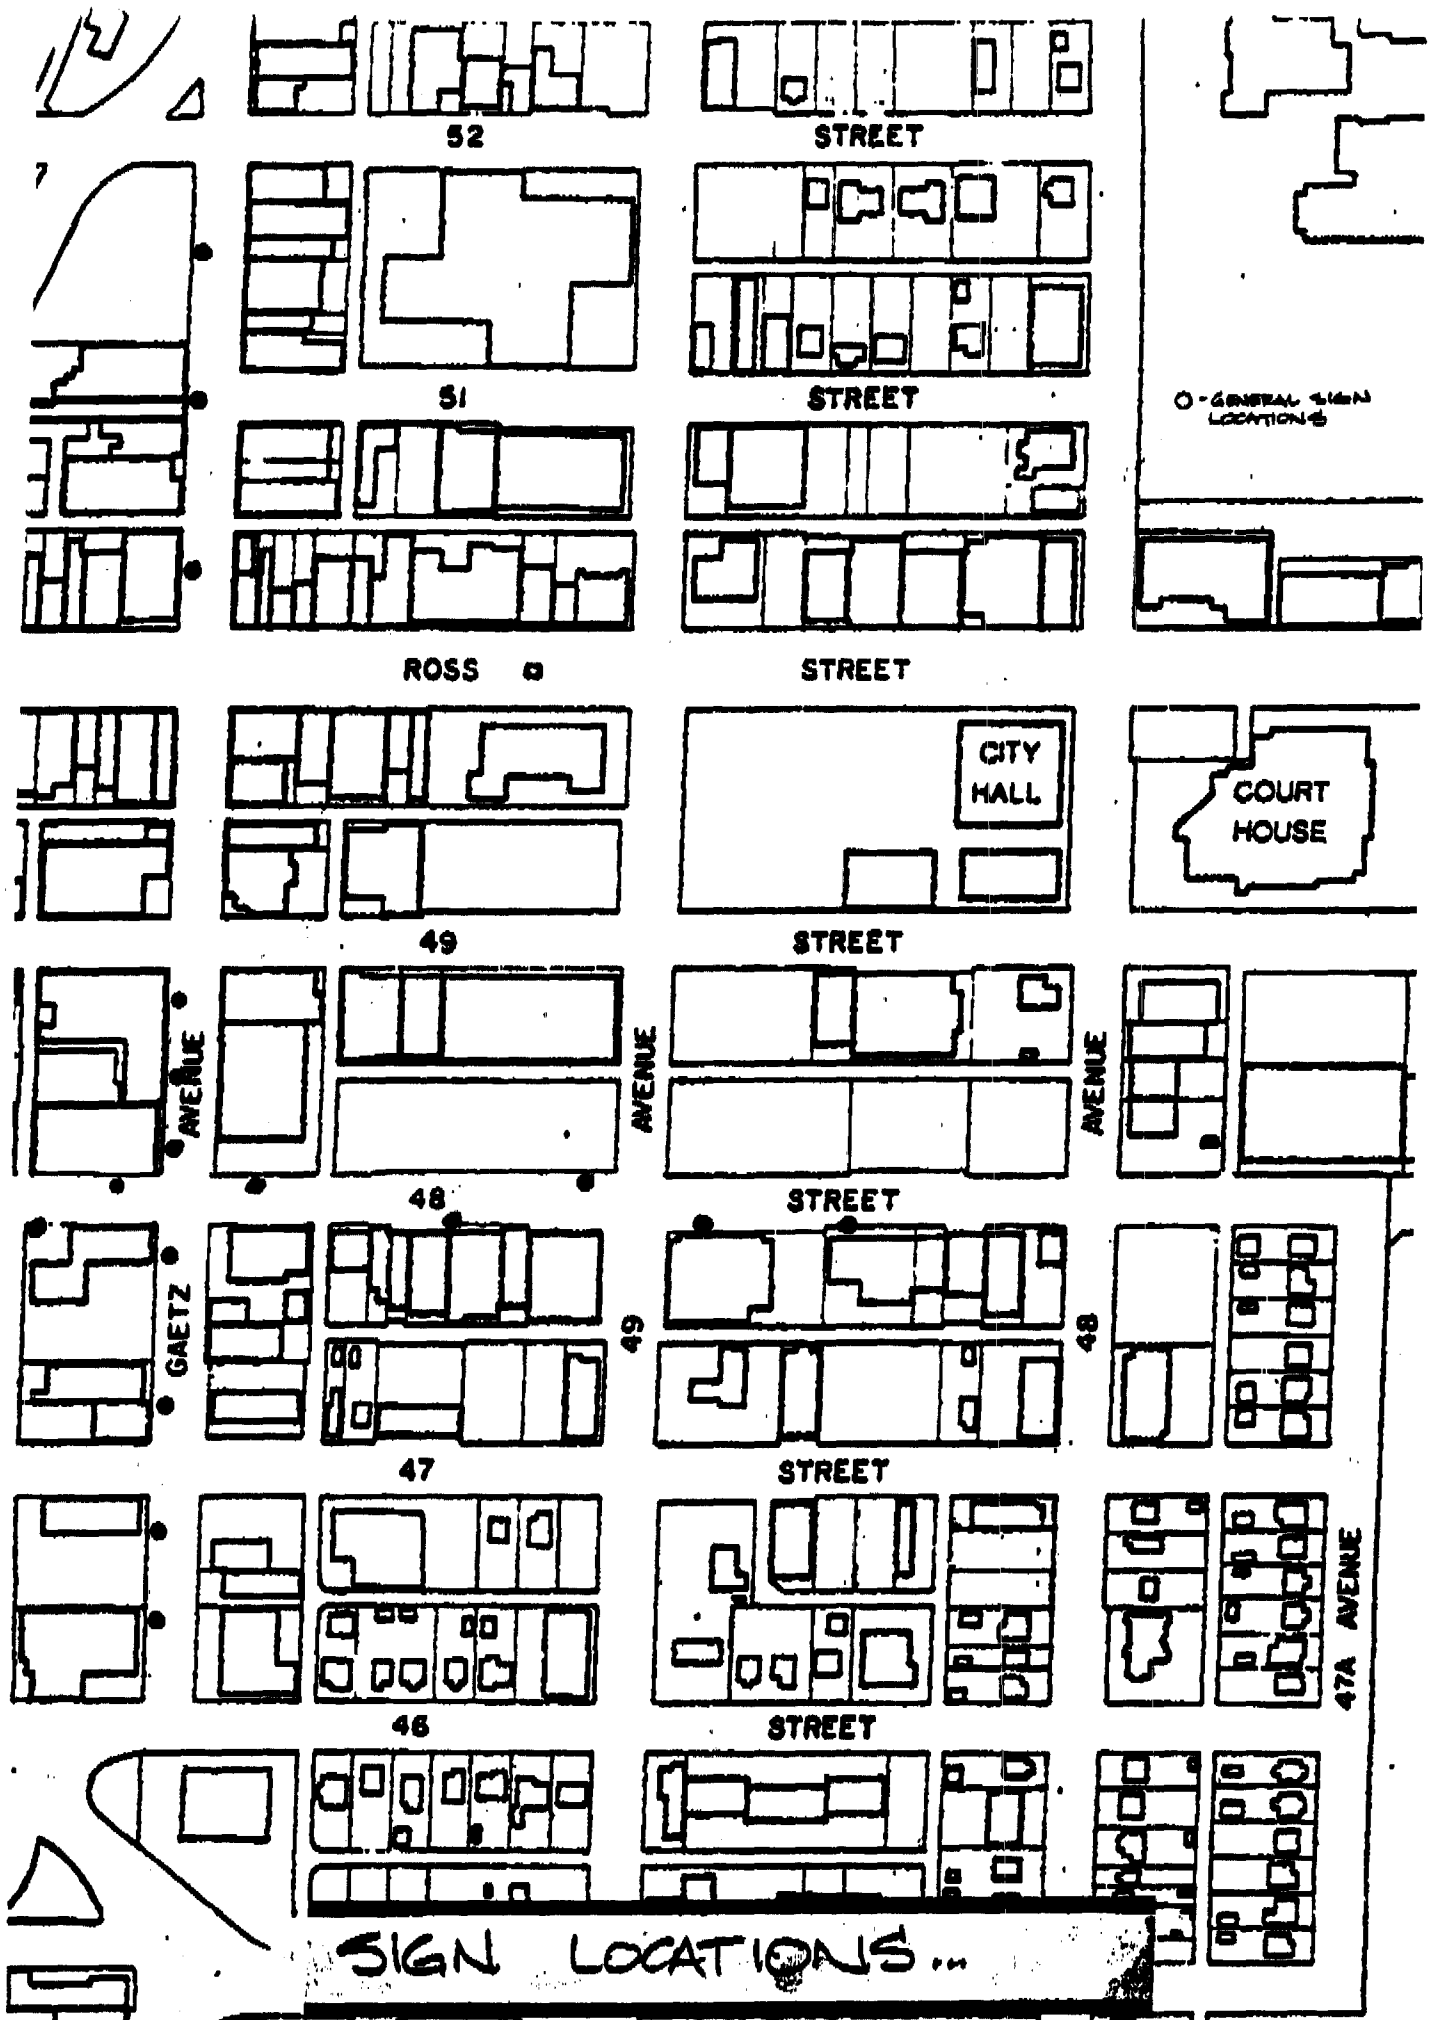 52 STREET
51 STREET
O - GENERAL SIGN
LOCATIONS
ROSS STREET
CITY
HALL
COURT
HOUSE
49 STREET
AVENUE AVENUE AVENUE
48 STREET
GAETZ 49 48
47 STREET
47A AVENUE
46 STREET
SIGN LOCATIONS...